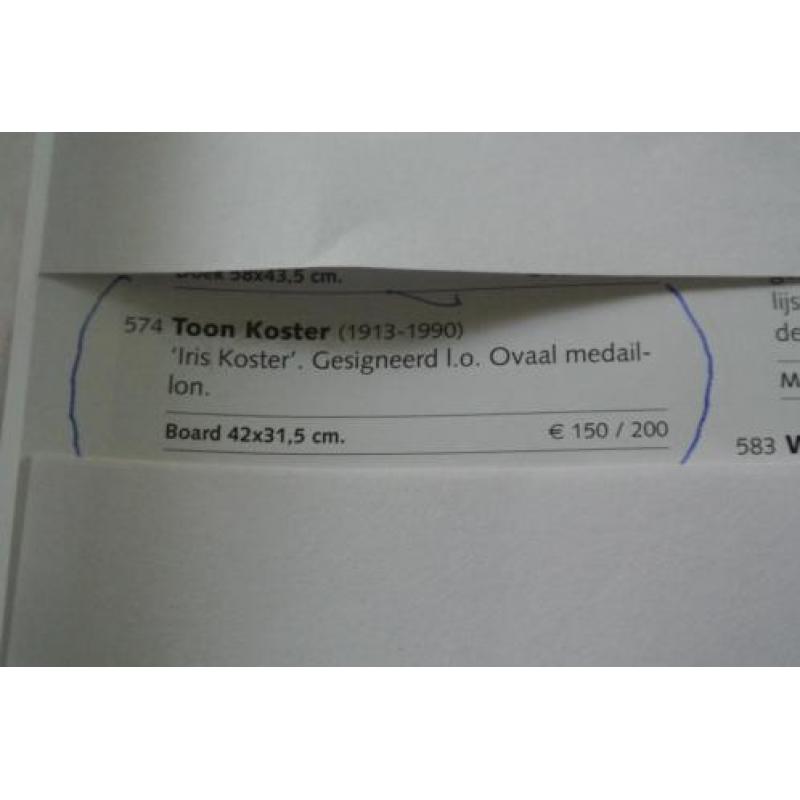 Doek 58x43,5 cm.
574 Toon Koster (1913-1990)
'Iris Koster'. Gesigneerd l.o. Ovaal medail-
lon.
Board 42x31,5 cm. € 150 / 200
lijs
de
M
583 V